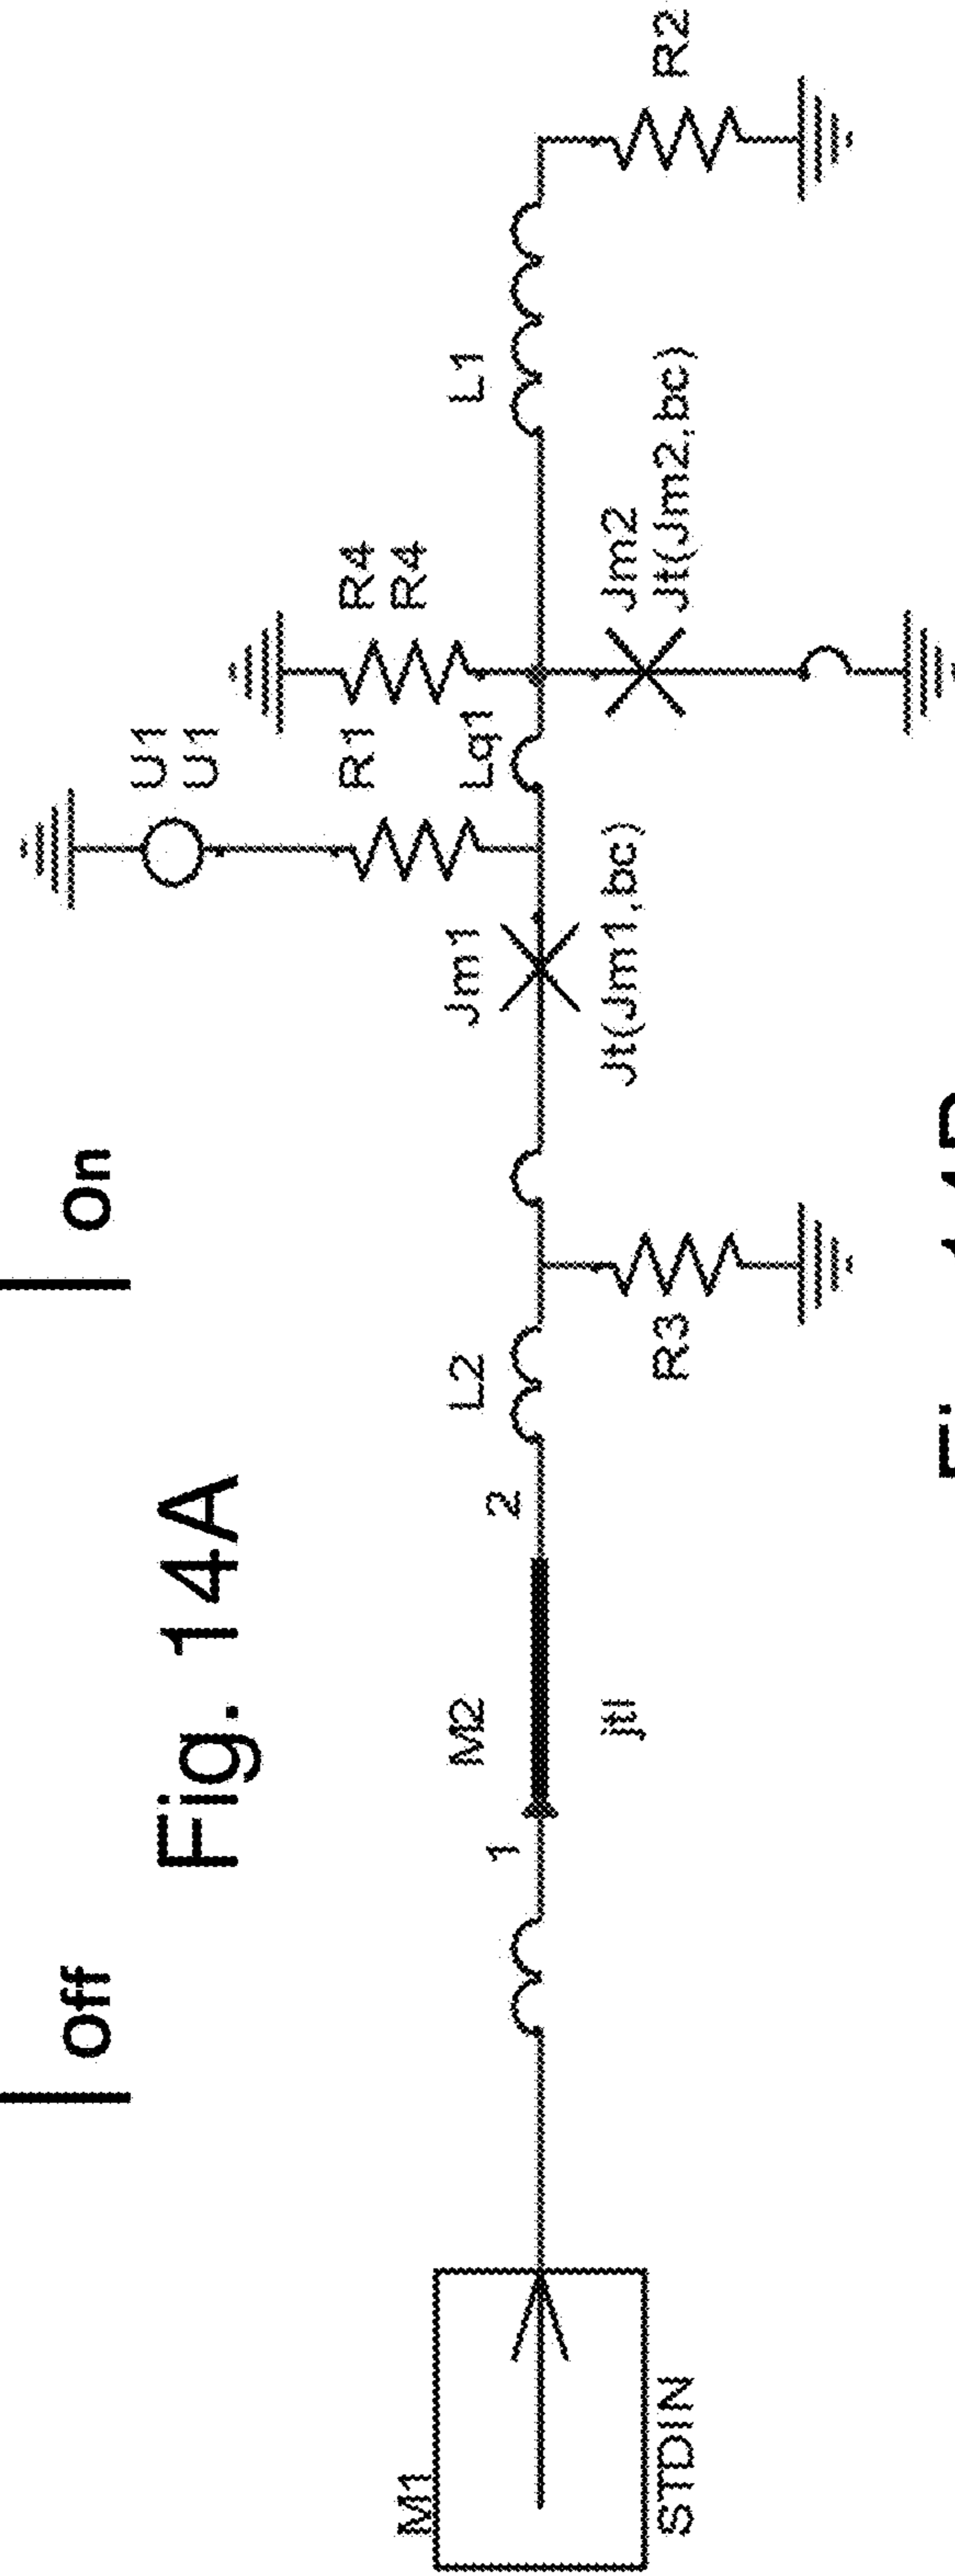 Off
On
Fig. 14A
M1
STDIN
1
M2
jtl
2
L2
R3
Jm1
Jt(Jm1,bc)
U1
U1
R1
Lq1
R4
R4
Jm2
Jt(Jm2,bc)
L1
R2